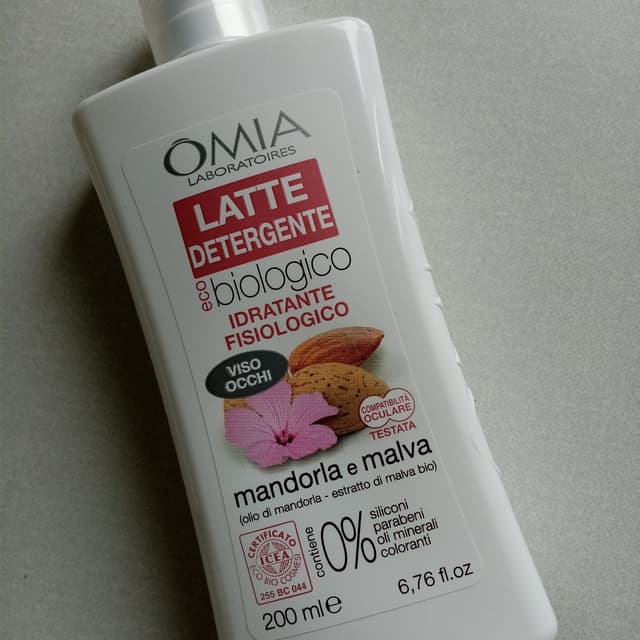 ÔMIA
LABORATOIRES
LATTE
DETERGENTE
eco biologico
IDRATANTE
FISIOLOGICO
VISO
OCCHI
COMPATIBILITÀ
OCULARE
TESTATA
mandorla e malva
(olio di mandorla - estratto di malva bio)
CERTIFICATO
ICEA
ECO BIO COSMESI
255 BC 044
contiene
0%
siliconi
parabeni
oli minerali
coloranti
200 ml e
6,76 fl.oz